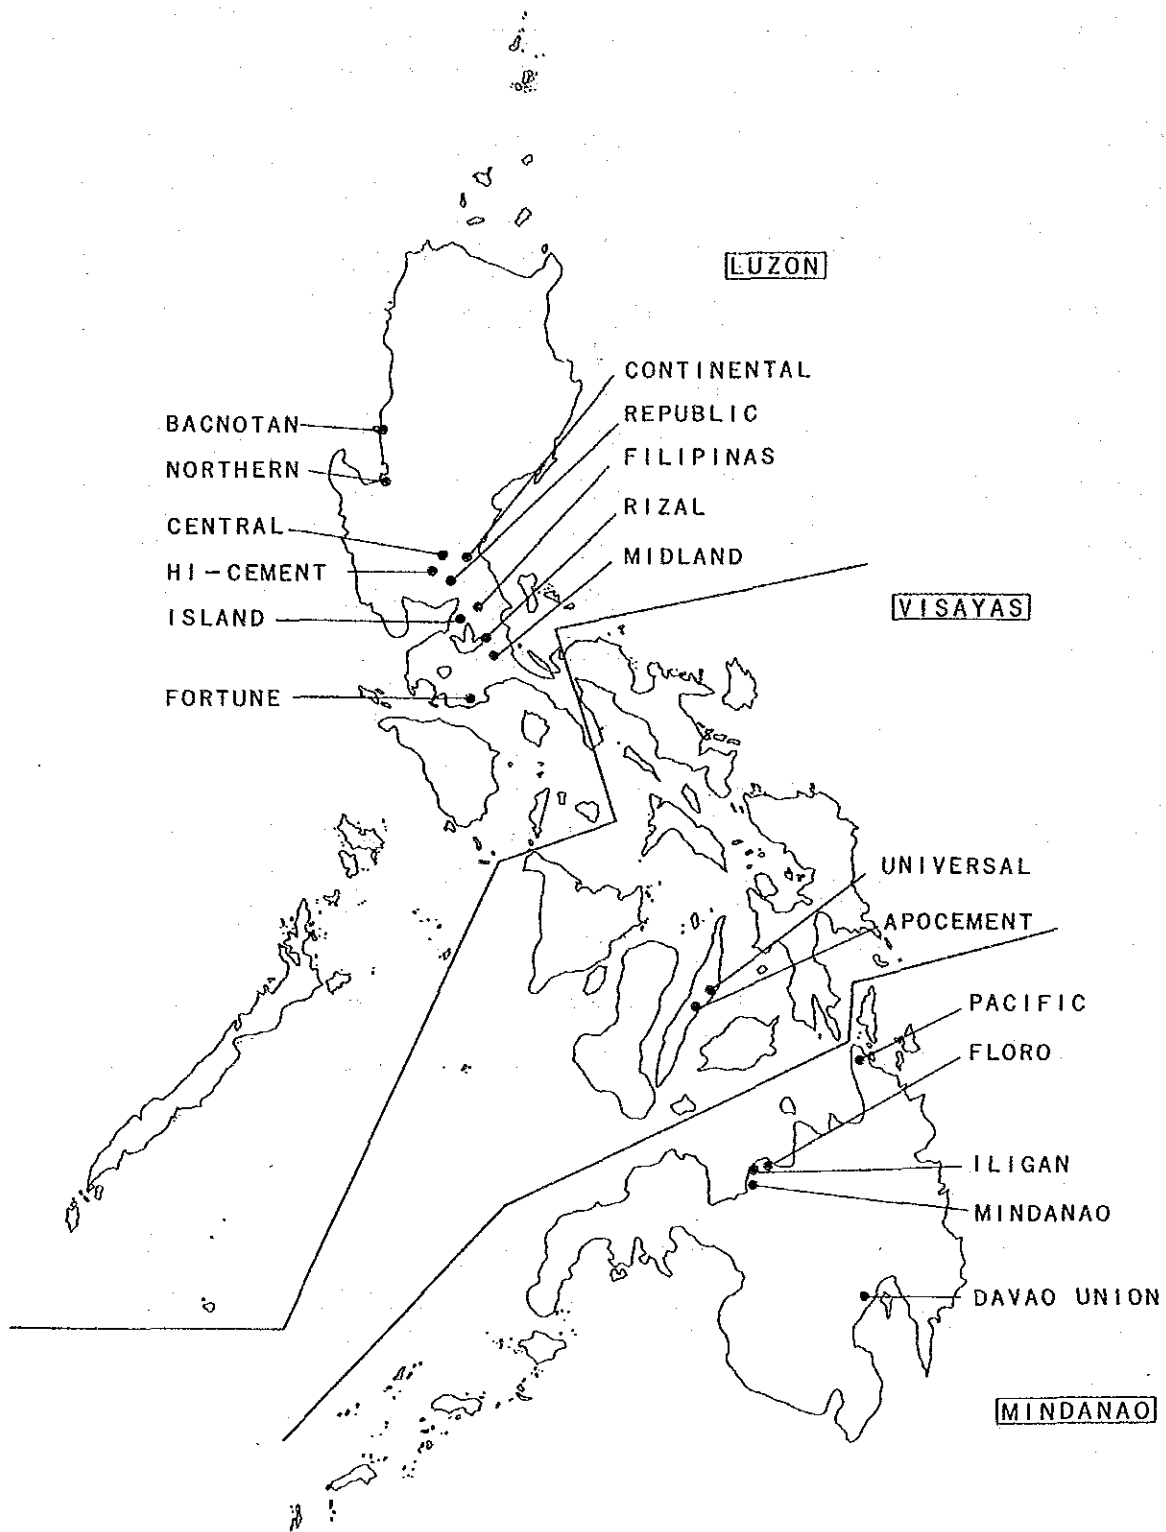 LUZON
CONTINENTAL
REPUBLIC
BACNOTAN
FILIPINAS
NORTHERN
RIZAL
CENTRAL
MIDLAND
HI-CEMENT
VISAYAS
ISLAND
FORTUNE
UNIVERSAL
APOCEMENT
PACIFIC
FLORO
ILIGAN
MINDANAO
DAVAO UNION
MINDANAO